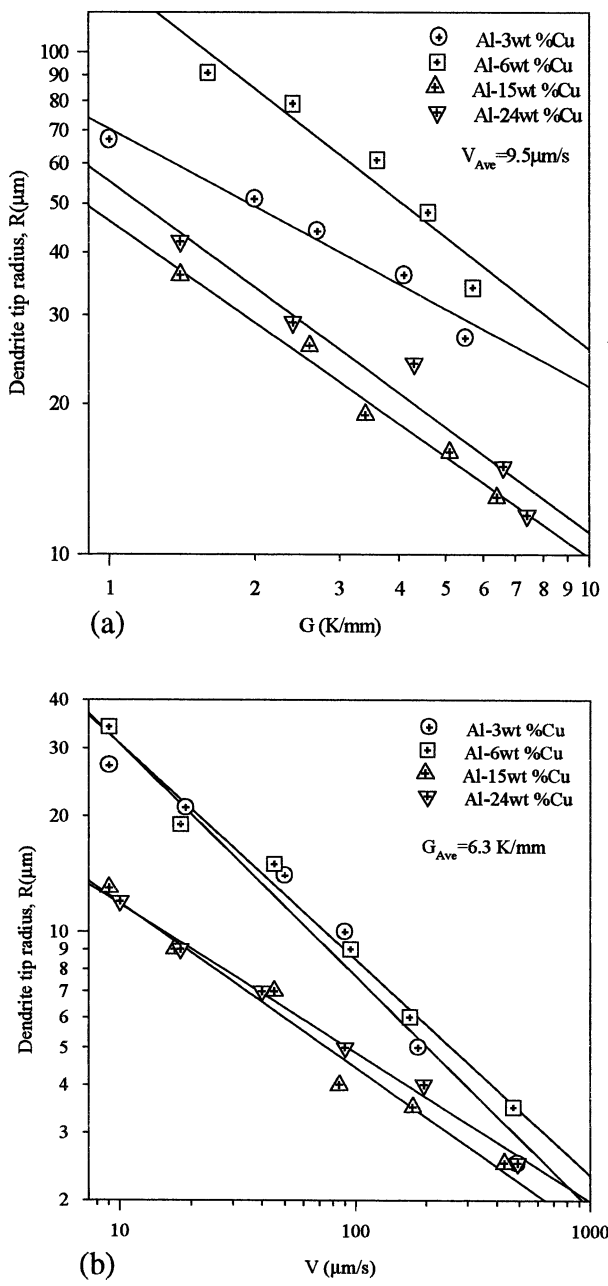 100
90
80
70
60
50
40
30
20
10
Dendrite tip radius, R(μm)
Al-3wt %Cu
Al-6wt %Cu
Al-15wt %Cu
Al-24wt %Cu
V_Ave=9.5μm/s
1 2 3 4 5 6 7 8 9 10
(a) G (K/mm)
40
30
20
10
9
8
7
6
5
4
3
2
Dendrite tip radius, R(μm)
Al-3wt %Cu
Al-6wt %Cu
Al-15wt %Cu
Al-24wt %Cu
G_Ave=6.3 K/mm
10 100 1000
(b) V (μm/s)